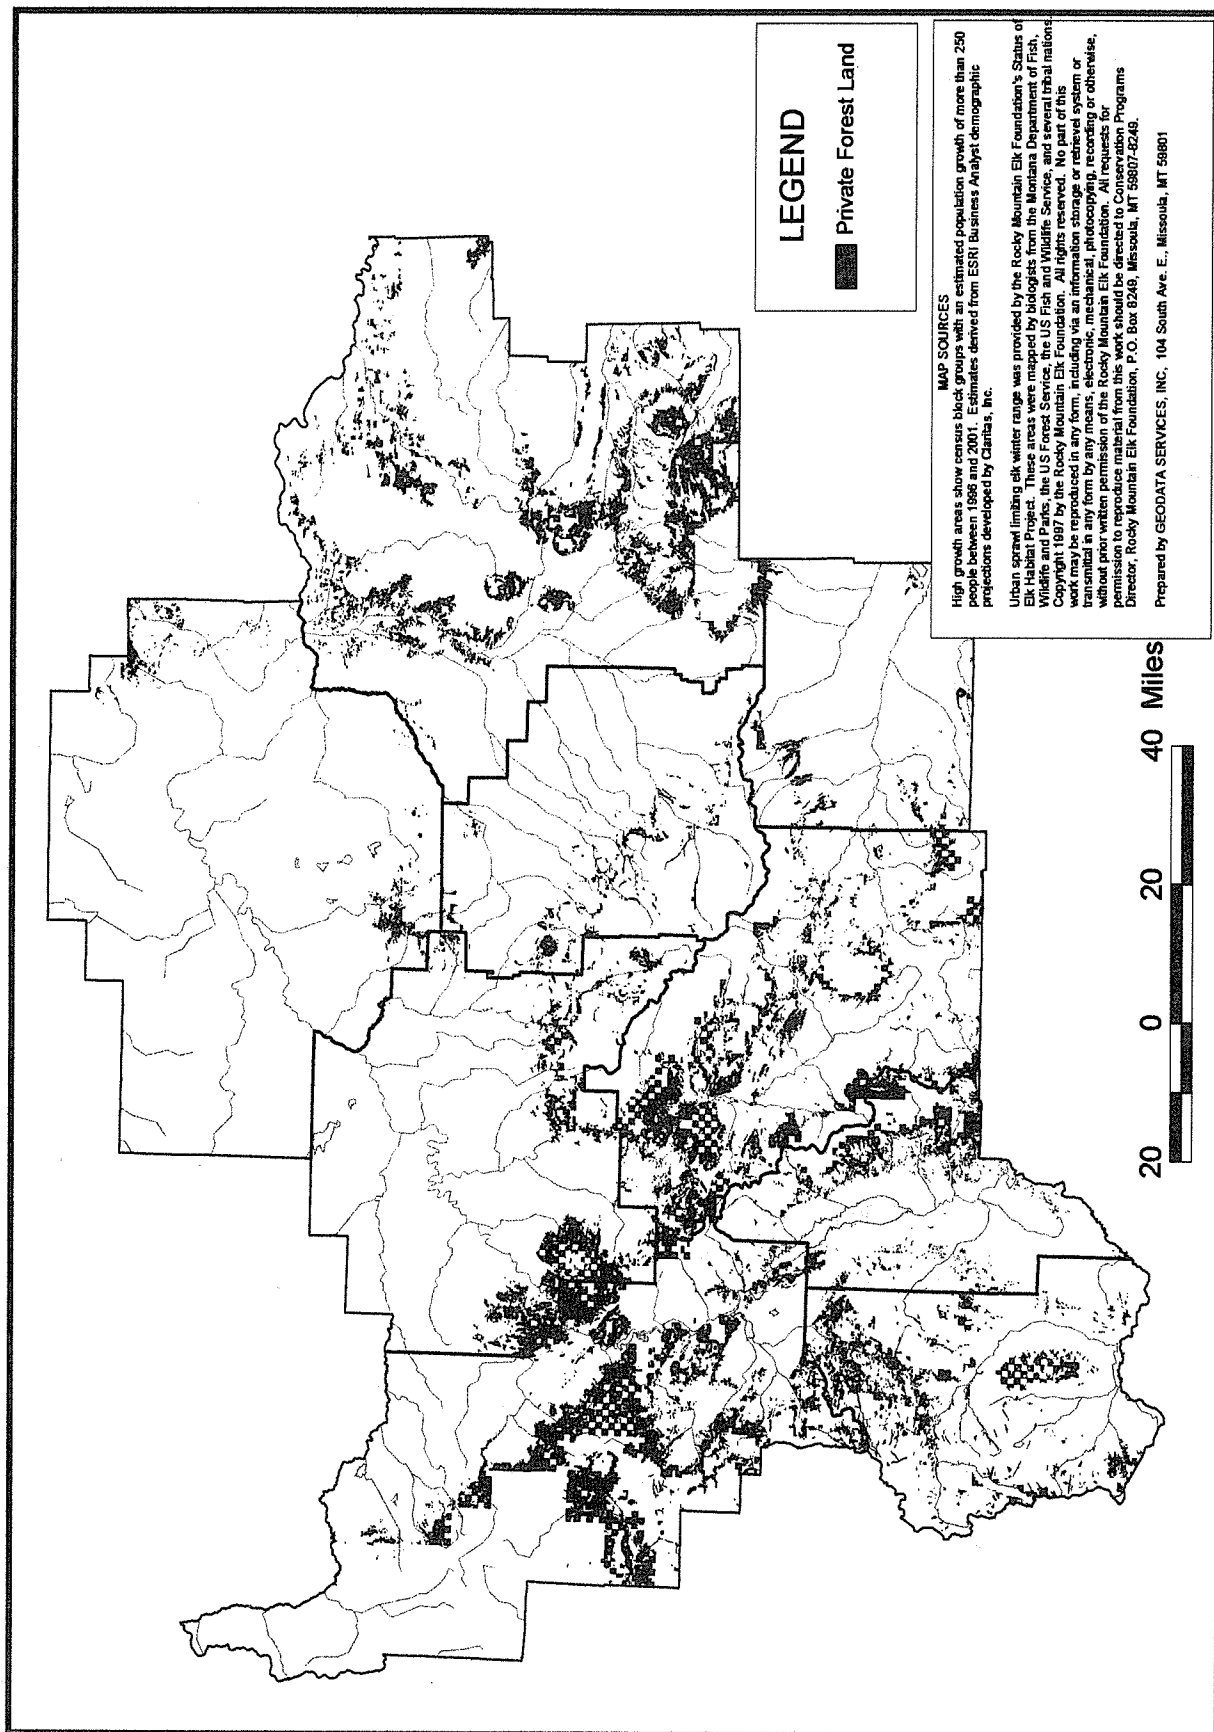 LEGEND
Private Forest Land
MAP SOURCES
High growth areas show census block groups with an estimated population growth of more than 250
people between 1996 and 2001. Estimates derived from ESRI Business Analyst demographic
projections developed by Claritas, Inc.
Urban sprawl limiting elk winter range was provided by the Rocky Mountain Elk Foundation's Status of
Elk Habitat Project. These areas were mapped by biologists from the Montana Department of Fish,
Wildlife and Parks, the US Forest Service, the US Fish and Wildlife Service, and several tribal nations.
Copyright 1997 by the Rocky Mountain Elk Foundation. All rights reserved. No part of this
work may be reproduced in any form, including via an information storage or retrieval system or
transmittal in any form by any means, electronic, mechanical, photocopying, recording or otherwise,
without prior written permission of the Rocky Mountain Elk Foundation. All requests for
permission to reproduce material from this work should be directed to Conservation Programs
Director, Rocky Mountain Elk Foundation, P.O. Box 8249, Missoula, MT 59807-8249.
Prepared by GEODATA SERVICES, INC, 104 South Ave. E., Missoula, MT 59801
20 0 20 40 Miles